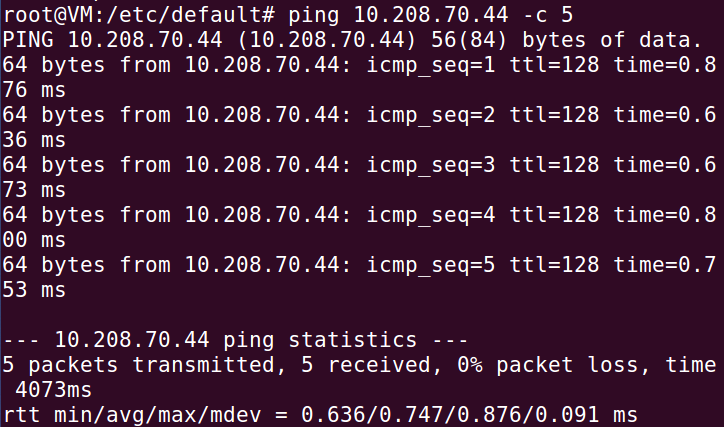 root@VM:/etc/default# ping 10.208.70.44 -c 5
PING 10.208.70.44 (10.208.70.44) 56(84) bytes of data.
64 bytes from 10.208.70.44: icmp_seq=1 ttl=128 time=0.8
76 ms
64 bytes from 10.208.70.44: icmp_seq=2 ttl=128 time=0.6
36 ms
64 bytes from 10.208.70.44: icmp_seq=3 ttl=128 time=0.6
73 ms
64 bytes from 10.208.70.44: icmp_seq=4 ttl=128 time=0.8
00 ms
64 bytes from 10.208.70.44: icmp_seq=5 ttl=128 time=0.7
53 ms

--- 10.208.70.44 ping statistics ---
5 packets transmitted, 5 received, 0% packet loss, time
 4073ms
rtt min/avg/max/mdev = 0.636/0.747/0.876/0.091 ms